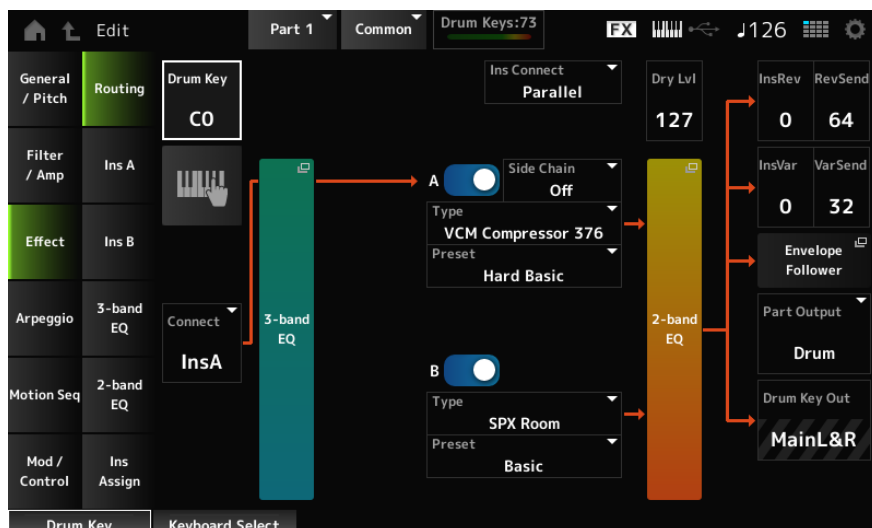 Edit
Part 1
Common
Drum Keys:73
FX
♩126
General
/ Pitch
Filter
/ Amp
Effect
Arpeggio
Motion Seq
Mod /
Control
Routing
Ins A
Ins B
3-band
EQ
2-band
EQ
Ins
Assign
Drum Key
C0
Connect
InsA
3-band
EQ
Ins Connect
Parallel
A
Side Chain
Off
Type
VCM Compressor 376
Preset
Hard Basic
B
Type
SPX Room
Preset
Basic
Dry Lvl
127
2-band
EQ
InsRev RevSend
0 64
InsVar VarSend
0 32
Envelope
Follower
Part Output
Drum
Drum Key Out
MainL&R
Drum Key
Keyboard Select